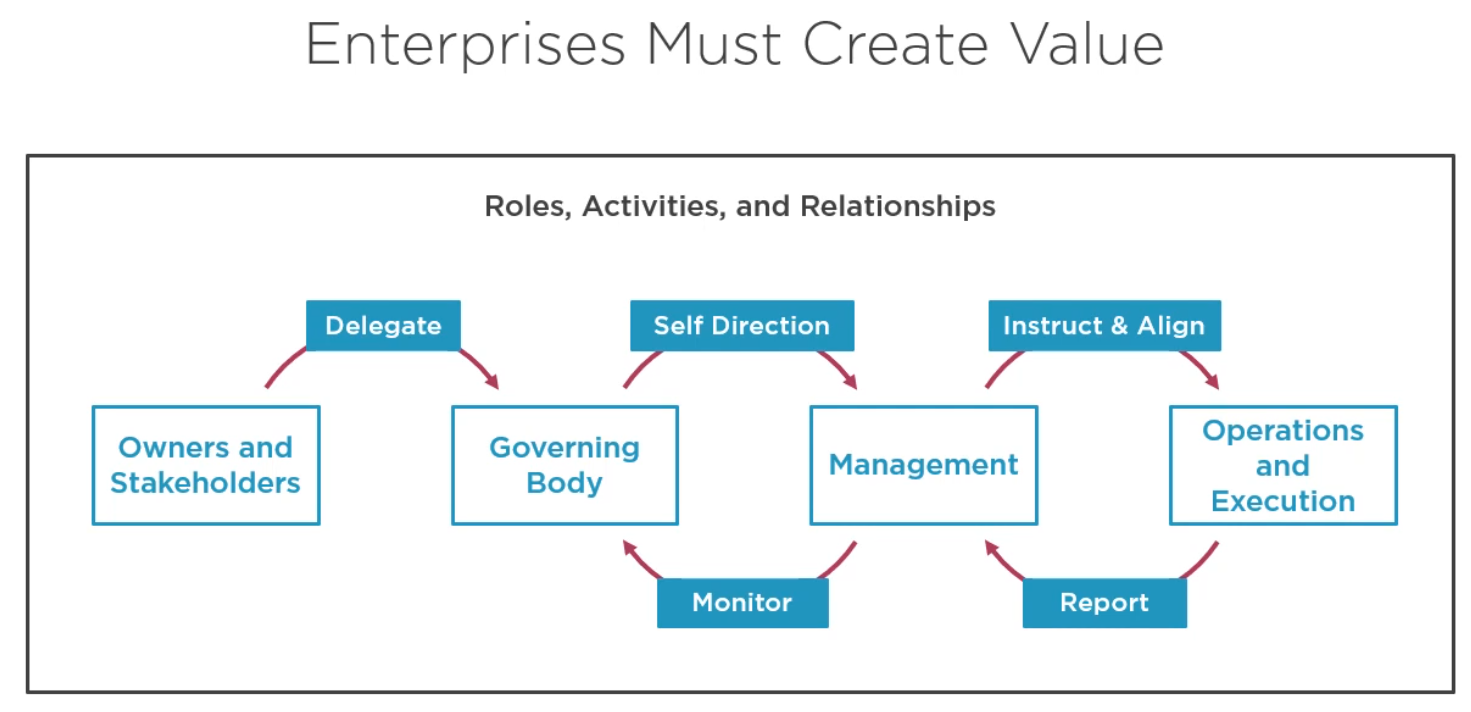 Enterprises Must Create Value
Roles, Activities, and Relationships
Delegate
Self Direction
Instruct & Align
Owners and
Stakeholders
Governing
Body
Management
Operations
and
Execution
Monitor
Report